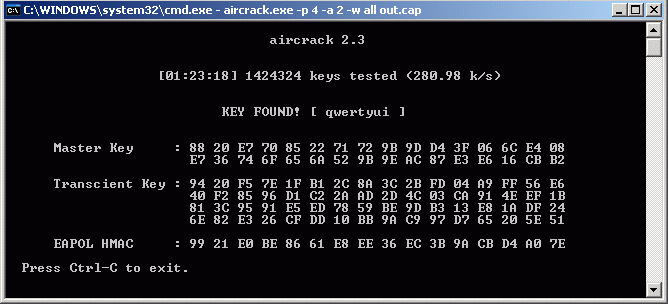 C:\WINDOWS\system32\cmd.exe - aircrack.exe -p 4 -a 2 -w all out.cap
aircrack 2.3
[01:23:18] 1424324 keys tested (280.98 k/s)
KEY FOUND! [ qwertyui ]
Master Key : 88 20 E7 70 85 22 71 72 9B 9D D4 3F 06 6C E4 08
E7 36 74 6F 65 6A 52 9B 9E AC 87 E3 E6 16 CB B2
Transcient Key : 94 20 F5 7E 1F B1 2C 8A 3C 2B FD 04 A9 FF 56 E6
40 F2 85 96 D1 C2 2A AD 2D 4C 03 CA 91 4E EF 1B
81 3C 95 91 E5 ED 78 59 BE 9D B3 13 E8 1A DF 24
6E 82 E3 26 CF DD 10 BB 9A C9 97 D7 65 20 5E 51
EAPOL HMAC : 99 21 E0 BE 86 61 E8 EE 36 EC 3B 9A CB D4 A0 7E
Press Ctrl-C to exit.